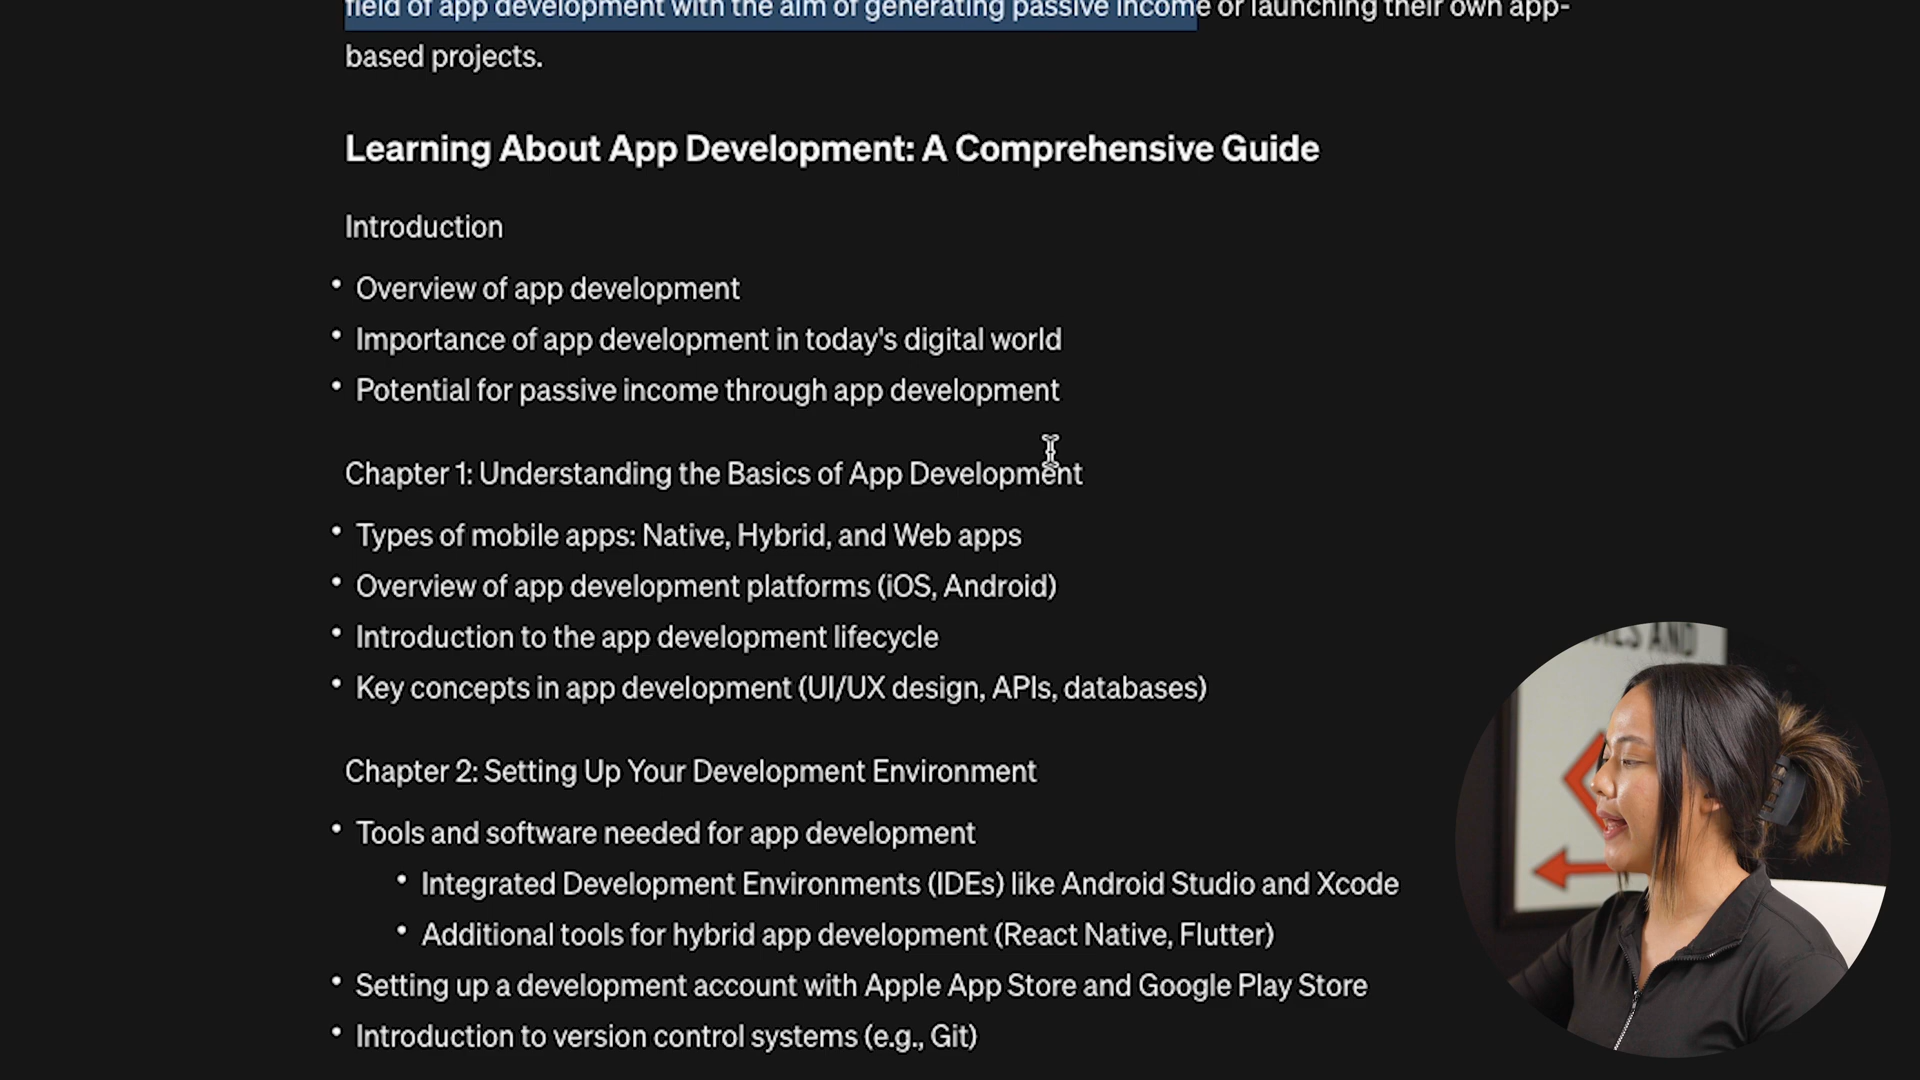 field of app development with the aim of generating passive income or launching their own app-
based projects.
Learning About App Development: A Comprehensive Guide
Introduction
• Overview of app development
• Importance of app development in today's digital world
• Potential for passive income through app development
Chapter 1: Understanding the Basics of App Development
• Types of mobile apps: Native, Hybrid, and Web apps
• Overview of app development platforms (iOS, Android)
• Introduction to the app development lifecycle
• Key concepts in app development (UI/UX design, APIs, databases)
Chapter 2: Setting Up Your Development Environment
• Tools and software needed for app development
• Integrated Development Environments (IDEs) like Android Studio and Xcode
• Additional tools for hybrid app development (React Native, Flutter)
• Setting up a development account with Apple App Store and Google Play Store
• Introduction to version control systems (e.g., Git)
AND